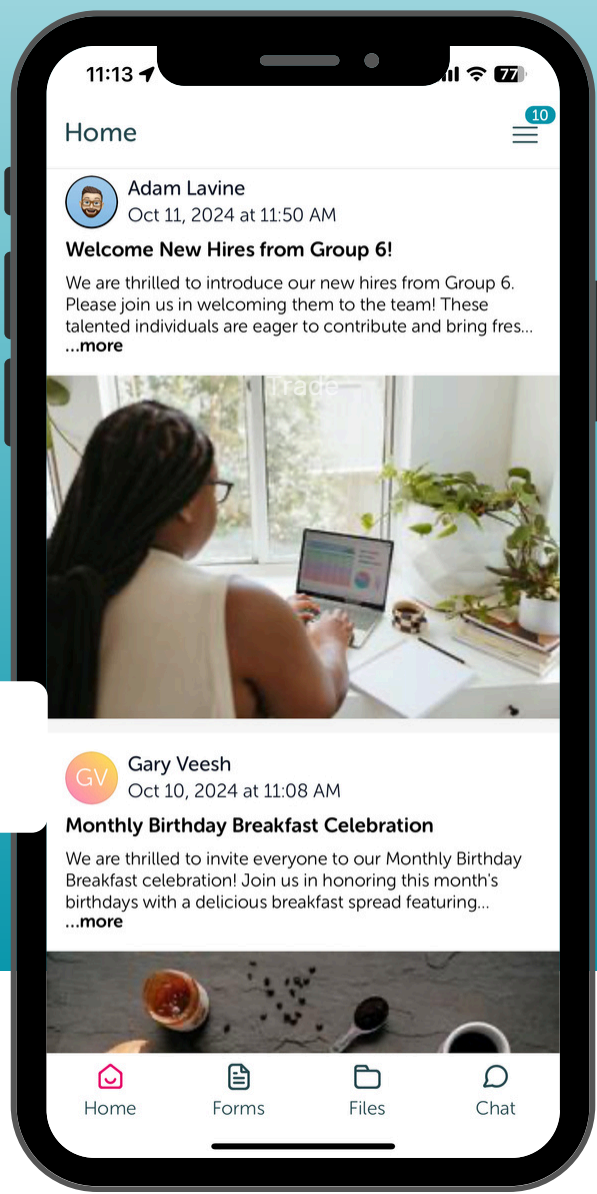 11:13
77
10
Home
Adam Lavine
Oct 11, 2024 at 11:50 AM
Welcome New Hires from Group 6!
We are thrilled to introduce our new hires from Group 6.
Please join us in welcoming them to the team! These
talented individuals are eager to contribute and bring fres...
...more
Trade
GV
Gary Veesh
Oct 10, 2024 at 11:08 AM
Monthly Birthday Breakfast Celebration
We are thrilled to invite everyone to our Monthly Birthday
Breakfast celebration! Join us in honoring this month's
birthdays with a delicious breakfast spread featuring...
...more
Home
Forms
Files
Chat